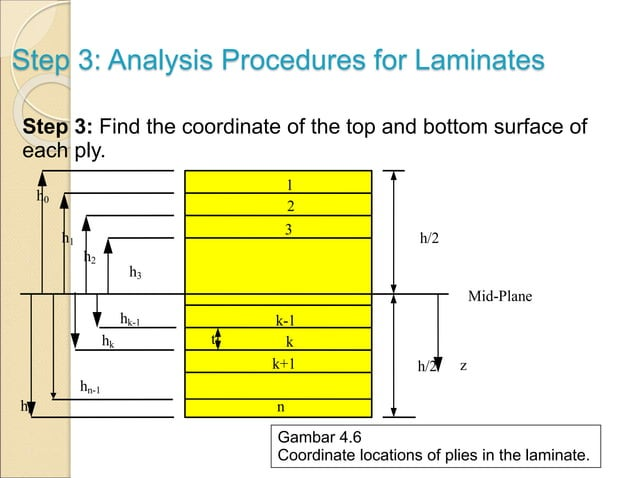 Step 3: Analysis Procedures for Laminates
Step 3: Find the coordinate of the top and bottom surface of
each ply.
h0
h1
h2
h3
1
2
3
h/2
Mid-Plane
hk-1
hk
hn-1
h
k-1
t
k
k+1
n
h/2
z
Gambar 4.6
Coordinate locations of plies in the laminate.